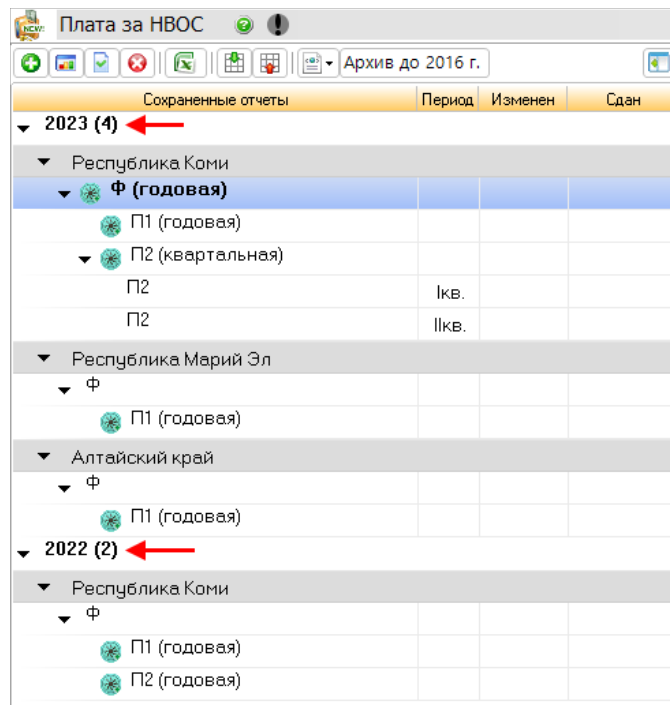 NEW! Плата за НВОС
Архив до 2016 г.
Сохраненные отчеты Период Изменен Сдан
2023 (4)
Республика Коми
Ф (годовая)
П1 (годовая)
П2 (квартальная)
П2 Iкв.
П2 IIкв.
Республика Марий Эл
Ф
П1 (годовая)
Алтайский край
Ф
П1 (годовая)
2022 (2)
Республика Коми
Ф
П1 (годовая)
П2 (годовая)